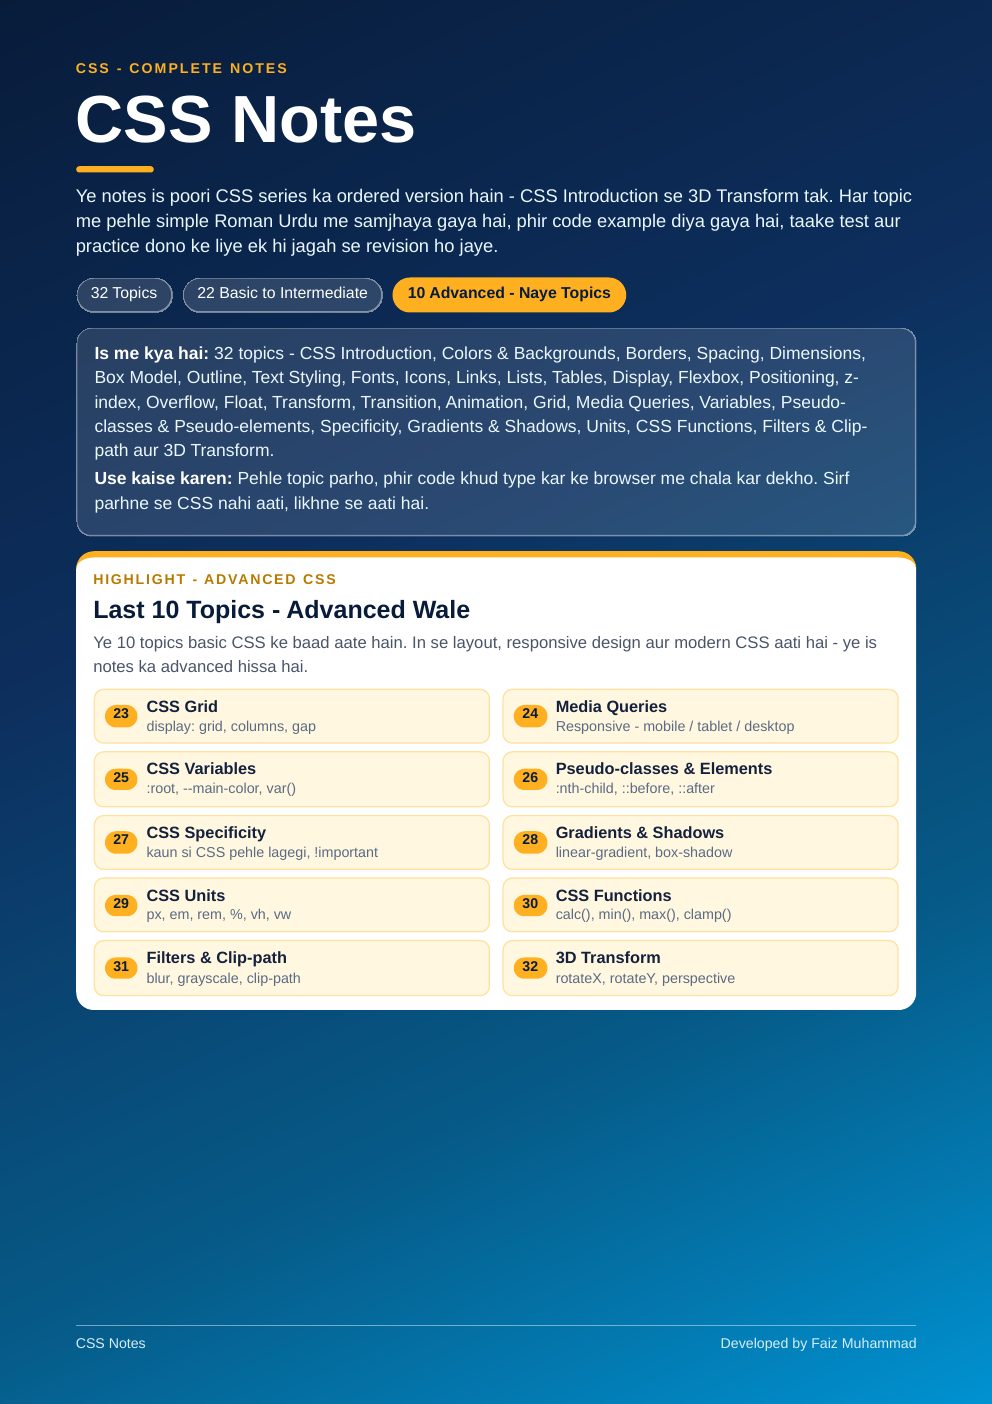 CSS - COMPLETE NOTES
CSS Notes
Ye notes is poori CSS series ka ordered version hain - CSS Introduction se 3D Transform tak. Har topic
me pehle simple Roman Urdu me samjhaya gaya hai, phir code example diya gaya hai, taake test aur
practice dono ke liye ek hi jagah se revision ho jaye.
32 Topics
22 Basic to Intermediate
10 Advanced - Naye Topics
Is me kya hai: 32 topics - CSS Introduction, Colors & Backgrounds, Borders, Spacing, Dimensions,
Box Model, Outline, Text Styling, Fonts, Icons, Links, Lists, Tables, Display, Flexbox, Positioning, z-
index, Overflow, Float, Transform, Transition, Animation, Grid, Media Queries, Variables, Pseudo-
classes & Pseudo-elements, Specificity, Gradients & Shadows, Units, CSS Functions, Filters & Clip-
path aur 3D Transform.
Use kaise karen: Pehle topic parho, phir code khud type kar ke browser me chala kar dekho. Sirf
parhne se CSS nahi aati, likhne se aati hai.
HIGHLIGHT - ADVANCED CSS
Last 10 Topics - Advanced Wale
Ye 10 topics basic CSS ke baad aate hain. In se layout, responsive design aur modern CSS aati hai - ye is
notes ka advanced hissa hai.
23 CSS Grid
display: grid, columns, gap
24 Media Queries
Responsive - mobile / tablet / desktop
25 CSS Variables
:root, --main-color, var()
26 Pseudo-classes & Elements
:nth-child, ::before, ::after
27 CSS Specificity
kaun si CSS pehle lagegi, !important
28 Gradients & Shadows
linear-gradient, box-shadow
29 CSS Units
px, em, rem, %, vh, vw
30 CSS Functions
calc(), min(), max(), clamp()
31 Filters & Clip-path
blur, grayscale, clip-path
32 3D Transform
rotateX, rotateY, perspective
CSS Notes
Developed by Faiz Muhammad